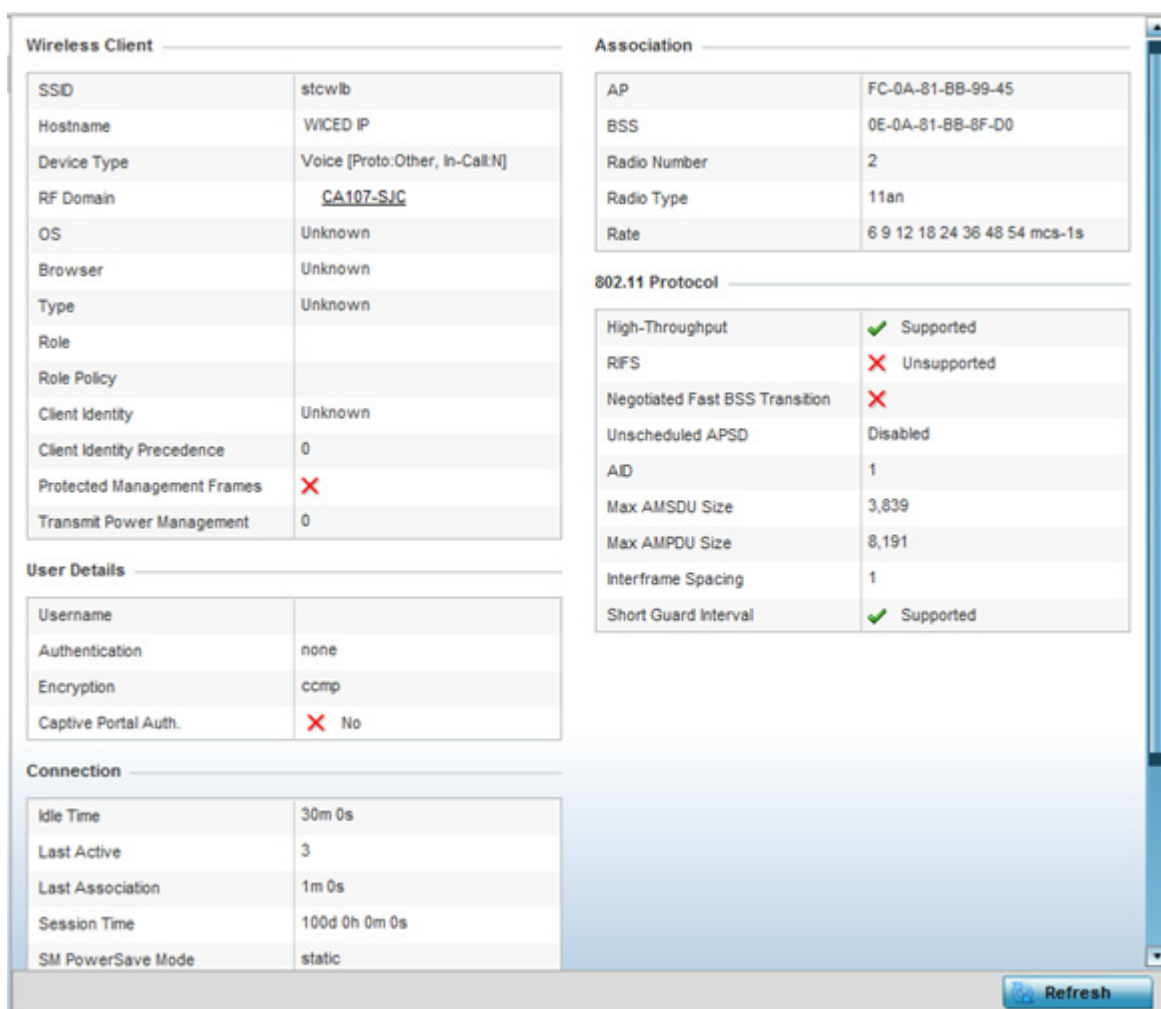 Wireless Client
SSID stcwlb
Hostname WICED IP
Device Type Voice [Proto:Other, In-Call:N]
RF Domain CA107-SJC
OS Unknown
Browser Unknown
Type Unknown
Role
Role Policy
Client Identity Unknown
Client Identity Precedence 0
Protected Management Frames
Transmit Power Management 0
User Details
Username
Authentication none
Encryption ccmp
Captive Portal Auth. No
Connection
Idle Time 30m 0s
Last Active 3
Last Association 1m 0s
Session Time 100d 0h 0m 0s
SM PowerSave Mode static
Association
AP FC-0A-81-BB-99-45
BSS 0E-0A-81-BB-8F-D0
Radio Number 2
Radio Type 11an
Rate 6 9 12 18 24 36 48 54 mcs-1s
802.11 Protocol
High-Throughput Supported
RIFS Unsupported
Negotiated Fast BSS Transition
Unscheduled APSD Disabled
AID 1
Max AMSDU Size 3,839
Max AMPDU Size 8,191
Interframe Spacing 1
Short Guard Interval Supported
Refresh